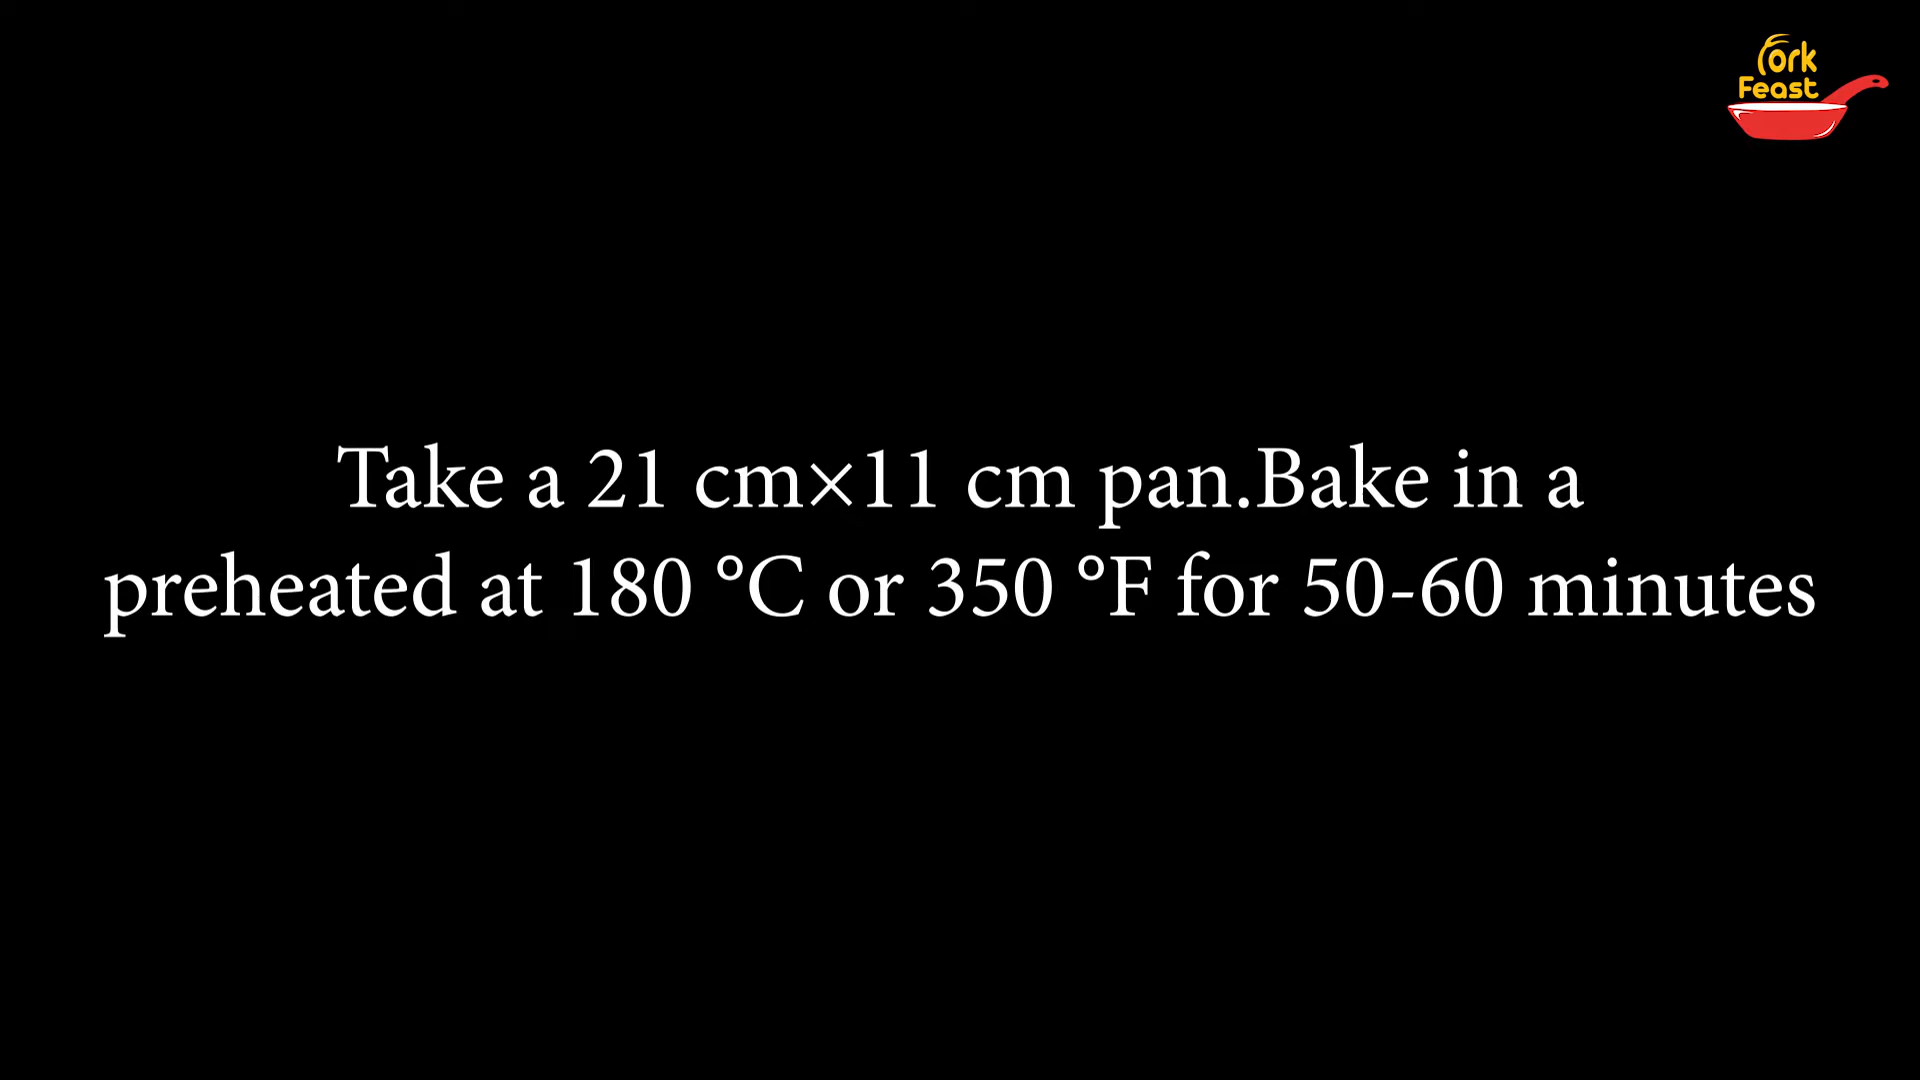 Fork
Feast
Take a 21 cm×11 cm pan.Bake in a
preheated at 180 °C or 350 °F for 50-60 minutes